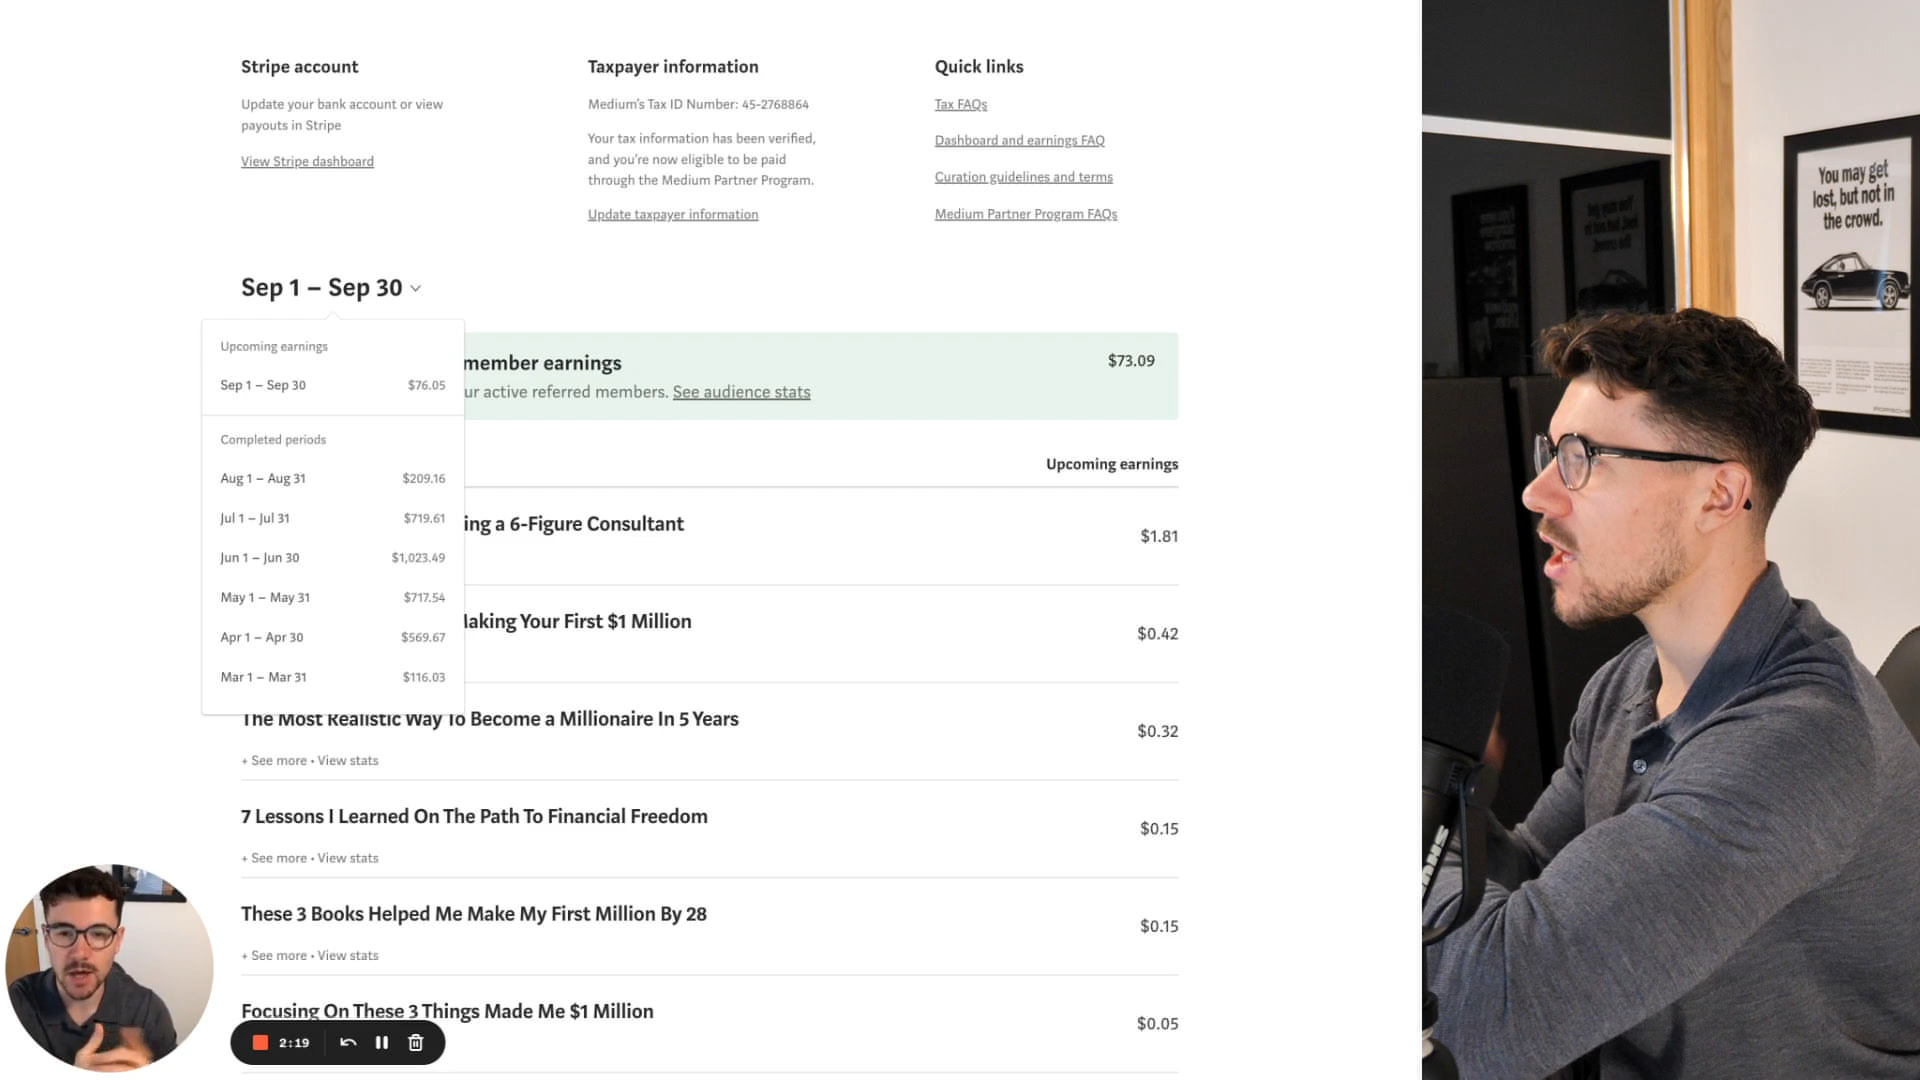 Stripe account
Update your bank account or view
payouts in Stripe
View Stripe dashboard
Taxpayer information
Medium's Tax ID Number: 45-2768864
Your tax information has been verified,
and you're now eligible to be paid
through the Medium Partner Program.
Update taxpayer information
Quick links
Tax FAQs
Dashboard and earnings FAQ
Curation guidelines and terms
Medium Partner Program FAQs
Sep 1 – Sep 30
Upcoming earnings
Sep 1 – Sep 30 $76.05
Completed periods
Aug 1 – Aug 31 $209.16
Jul 1 – Jul 31 $719.61
Jun 1 – Jun 30 $1,023.49
May 1 – May 31 $717.54
Apr 1 – Apr 30 $569.67
Mar 1 – Mar 31 $116.03
member earnings $73.09
ur active referred members. See audience stats
Upcoming earnings
ing a 6-Figure Consultant $1.81
Making Your First $1 Million $0.42
The Most Realistic Way To Become a Millionaire In 5 Years $0.32
+ See more • View stats
7 Lessons I Learned On The Path To Financial Freedom $0.15
+ See more • View stats
These 3 Books Helped Me Make My First Million By 28 $0.15
+ See more • View stats
Focusing On These 3 Things Made Me $1 Million $0.05
2:19
You may get
lost, but not in
the crowd.
PORSCHE